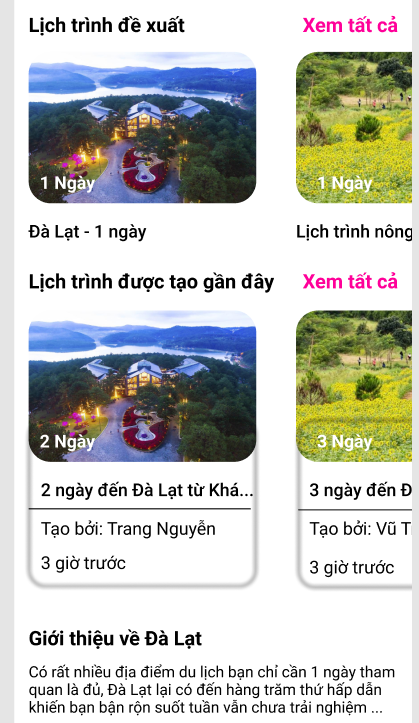 Lịch trình đề xuất
Xem tất cả
1 Ngày
1 Ngày
Đà Lạt - 1 ngày
Lịch trình nông
Lịch trình được tạo gần đây
Xem tất cả
2 Ngày
3 Ngày
2 ngày đến Đà Lạt từ Khá...
3 ngày đến Đ
Tạo bởi: Trang Nguyễn
Tạo bởi: Vũ T
3 giờ trước
3 giờ trước
Giới thiệu về Đà Lạt
Có rất nhiều địa điểm du lịch bạn chỉ cần 1 ngày tham
quan là đủ, Đà Lạt lại có đến hàng trăm thứ hấp dẫn
khiến bạn bận rộn suốt tuần vẫn chưa trải nghiệm ...